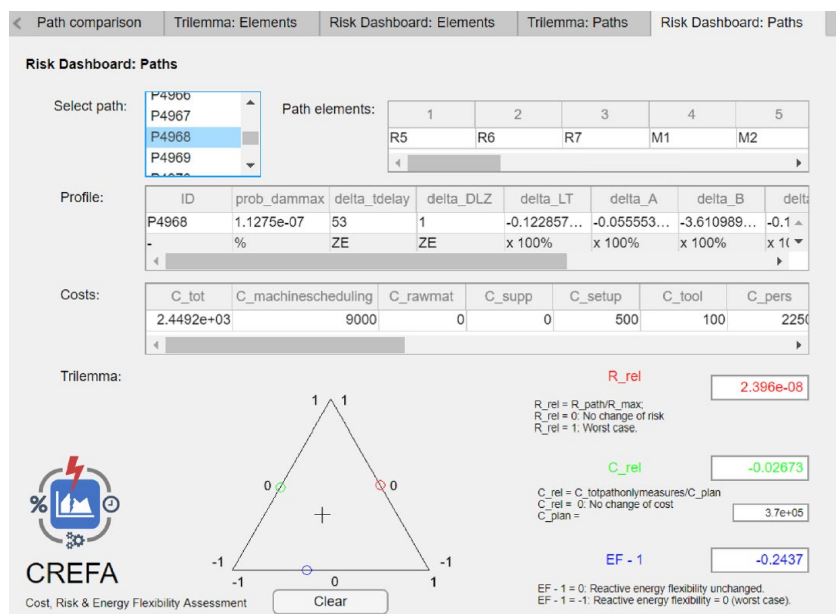 Path comparison Trilemma: Elements Risk Dashboard: Elements Trilemma: Paths Risk Dashboard: Paths
Risk Dashboard: Paths
Select path:
P4966
P4967
P4968
P4969
Path elements:
1 2 3 4 5
R5 R6 R7 M1 M2
Profile:
ID prob_dammax delta_tdelay delta_DLZ delta_LT delta_A delta_B delta
P4968 1.1275e-07 53 1 -0.122857... -0.055553... -3.610989... -0.1
- % ZE ZE x 100% x 100% x 100% x 10
Costs:
C_tot C_machinescheduling C_rawmat C_supp C_setup C_tool C_pers
2.4492e+03 9000 0 0 500 100 2250
Trilemma:
1 1
0 0
-1 -1
-1 0 1
Clear
R_rel 2.396e-08
R_rel = R_path/R_max;
R_rel = 0: No change of risk
R_rel = 1: Worst case.
C_rel -0.02673
C_rel = C_totpathonlymeasures/C_plan
C_rel = 0: No change of cost
C_plan = 3.7e+05
EF - 1 -0.2437
EF - 1 = 0: Reactive energy flexibility unchanged.
EF - 1 = -1: Reactive energy flexibility = 0 (worst case).
%
CREFA
Cost, Risk & Energy Flexibility Assessment